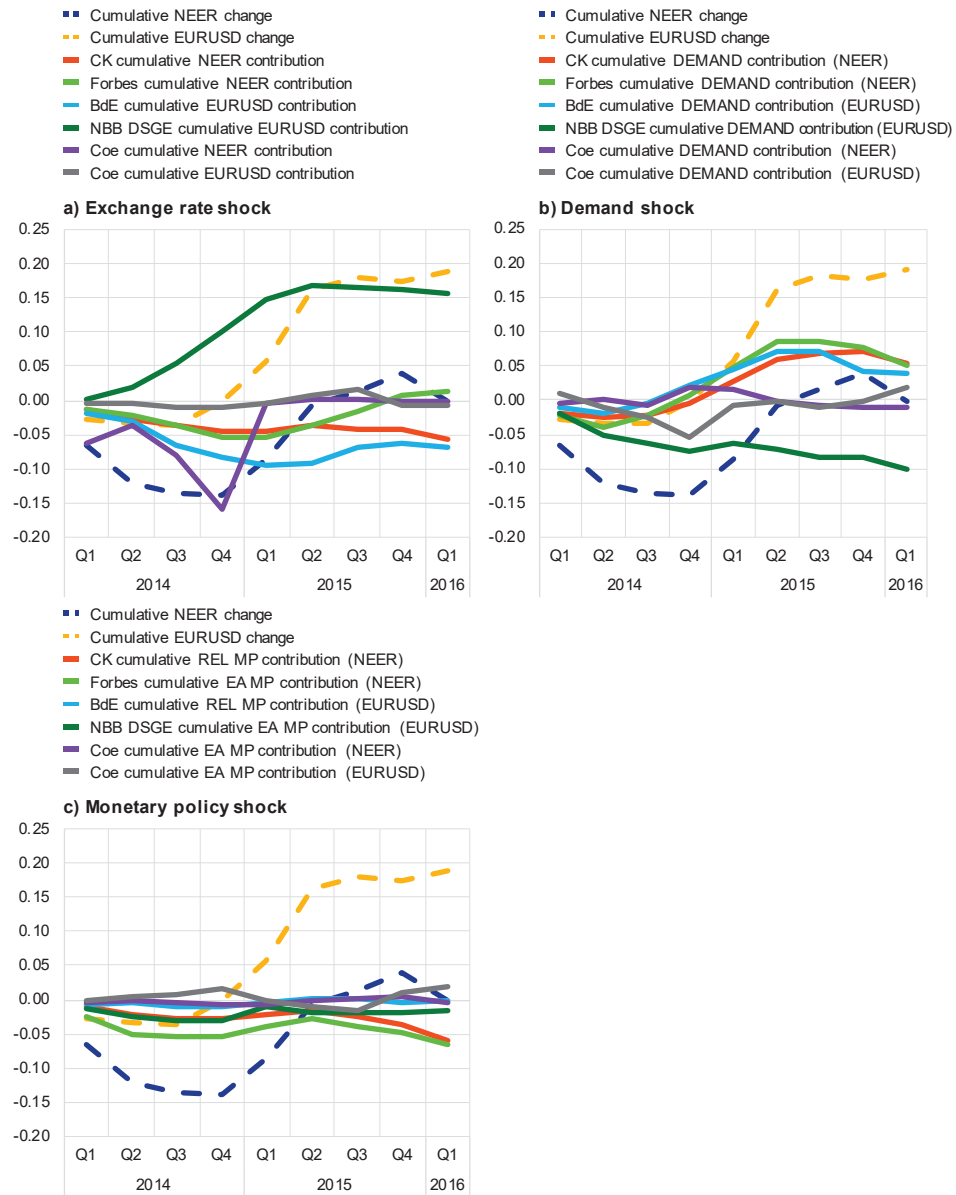 Cumulative NEER change
Cumulative EURUSD change
CK cumulative NEER contribution
Forbes cumulative NEER contribution
BdE cumulative EURUSD contribution
NBB DSGE cumulative EURUSD contribution
Coe cumulative NEER contribution
Coe cumulative EURUSD contribution
a) Exchange rate shock
0.25
0.20
0.15
0.10
0.05
0.00
-0.05
-0.10
-0.15
-0.20
Q1 Q2 Q3 Q4 Q1 Q2 Q3 Q4 Q1
2014 2015 2016
Cumulative NEER change
Cumulative EURUSD change
CK cumulative DEMAND contribution (NEER)
Forbes cumulative DEMAND contribution (NEER)
BdE cumulative DEMAND contribution (EURUSD)
NBB DSGE cumulative DEMAND contribution (EURUSD)
Coe cumulative DEMAND contribution (NEER)
Coe cumulative DEMAND contribution (EURUSD)
b) Demand shock
0.25
0.20
0.15
0.10
0.05
0.00
-0.05
-0.10
-0.15
-0.20
Q1 Q2 Q3 Q4 Q1 Q2 Q3 Q4 Q1
2014 2015 2016
Cumulative NEER change
Cumulative EURUSD change
CK cumulative REL MP contribution (NEER)
Forbes cumulative EA MP contribution (NEER)
BdE cumulative REL MP contribution (EURUSD)
NBB DSGE cumulative EA MP contribution (EURUSD)
Coe cumulative EA MP contribution (NEER)
Coe cumulative EA MP contribution (EURUSD)
c) Monetary policy shock
0.25
0.20
0.15
0.10
0.05
0.00
-0.05
-0.10
-0.15
-0.20
Q1 Q2 Q3 Q4 Q1 Q2 Q3 Q4 Q1
2014 2015 2016